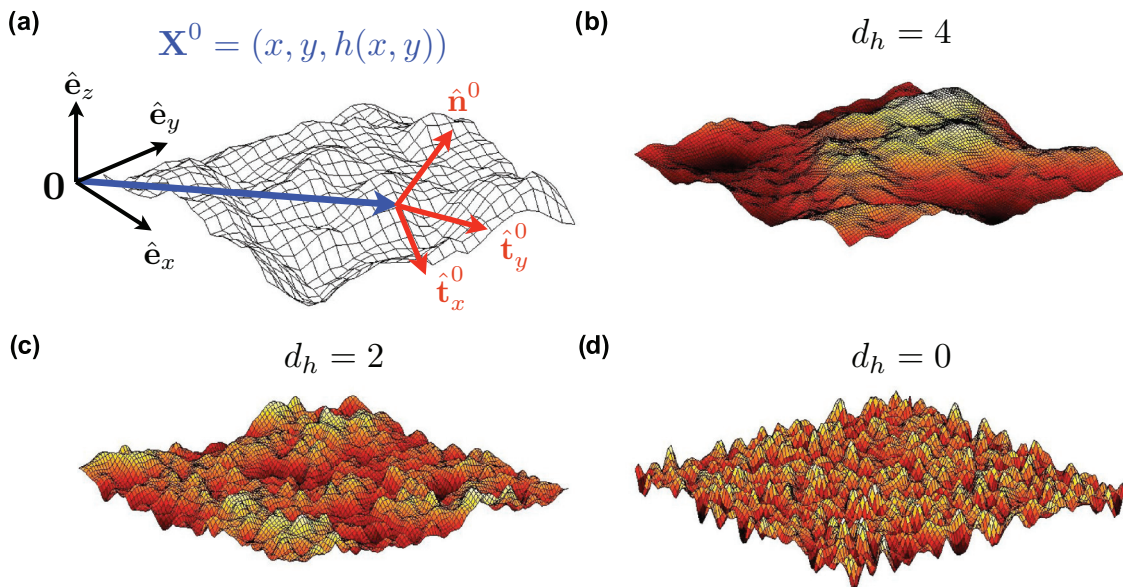 (a)
𝐗⁰ = (x, y, h(x, y))
ê_z
ê_y
n̂⁰
0
ê_x
t̂_y⁰
t̂_x⁰
(b)
d_h = 4
(c)
d_h = 2
(d)
d_h = 0